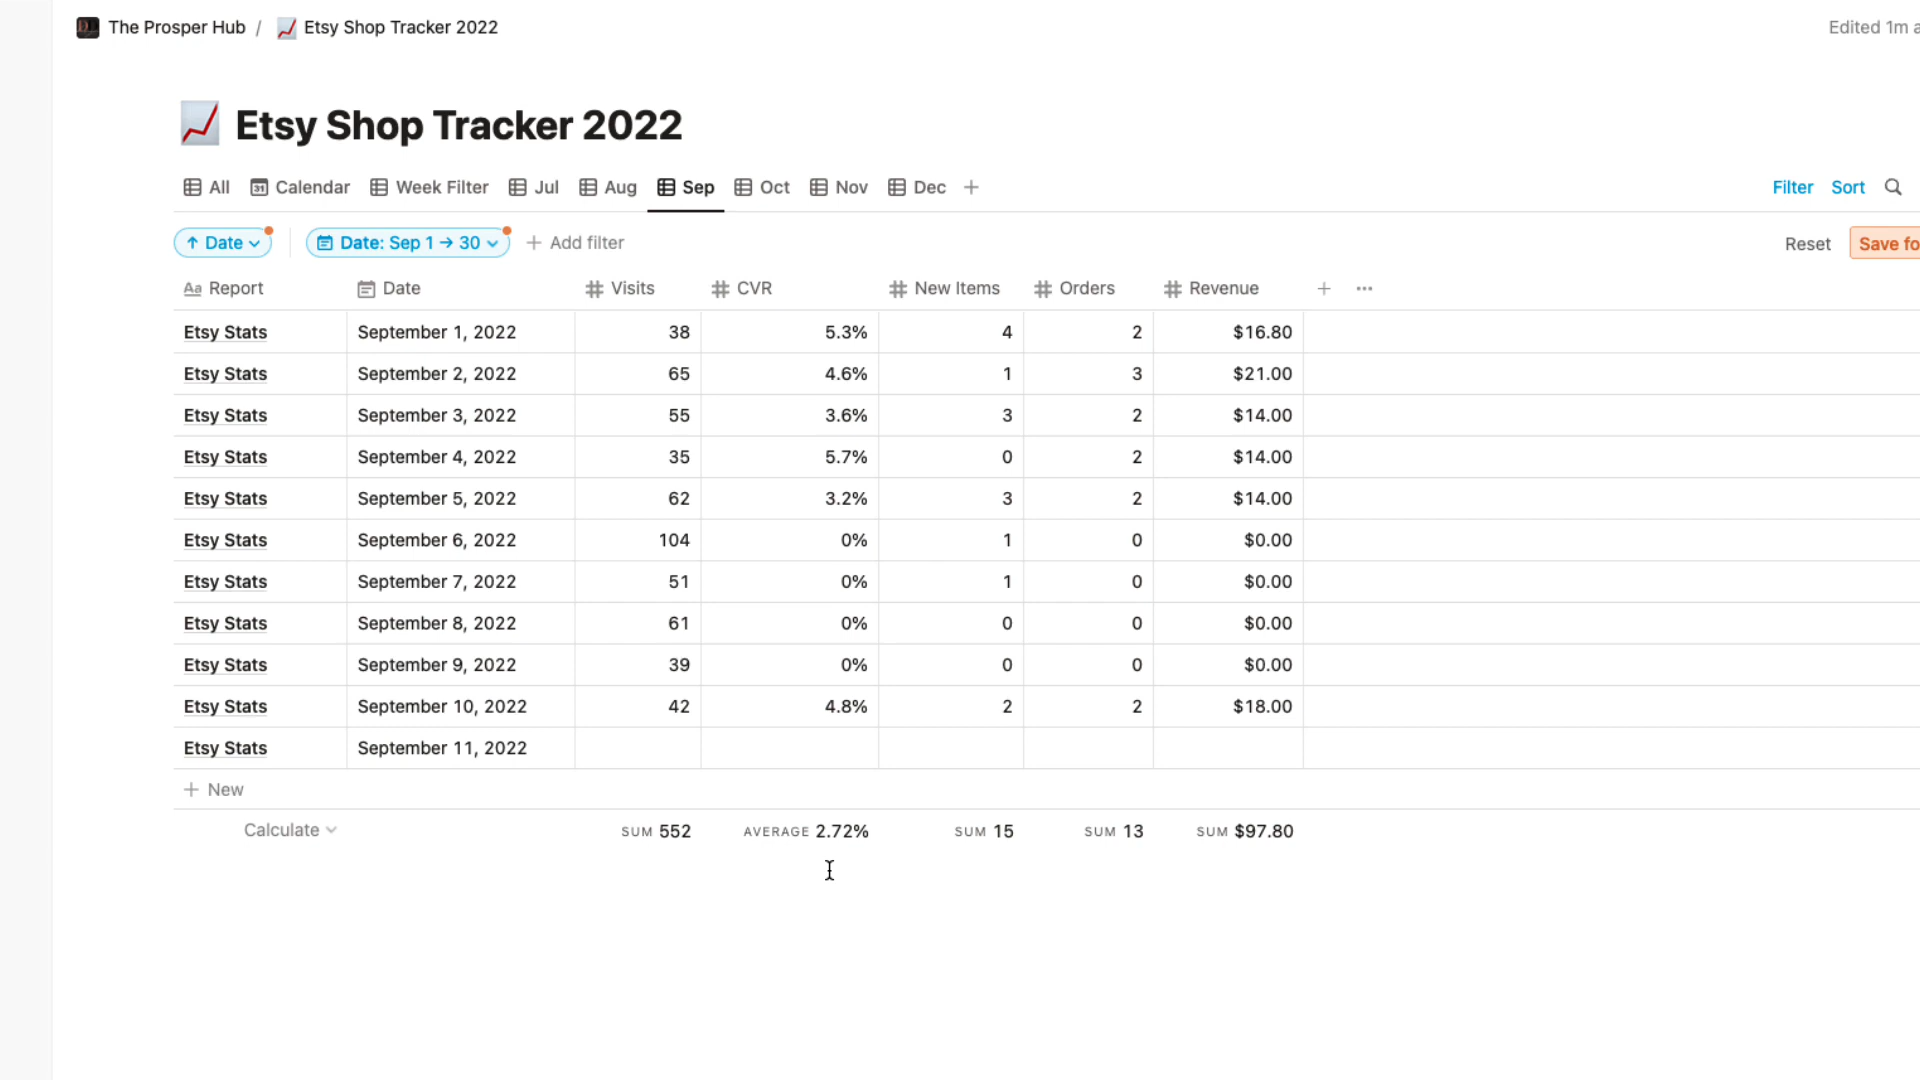 The Prosper Hub / Etsy Shop Tracker 2022 Edited 1m a
Etsy Shop Tracker 2022
All Calendar Week Filter Jul Aug Sep Oct Nov Dec + Filter Sort
↑ Date Date: Sep 1 → 30 + Add filter Reset Save fo
Aa Report Date # Visits # CVR # New Items # Orders # Revenue + ...
Etsy Stats September 1, 2022 38 5.3% 4 2 $16.80
Etsy Stats September 2, 2022 65 4.6% 1 3 $21.00
Etsy Stats September 3, 2022 55 3.6% 3 2 $14.00
Etsy Stats September 4, 2022 35 5.7% 0 2 $14.00
Etsy Stats September 5, 2022 62 3.2% 3 2 $14.00
Etsy Stats September 6, 2022 104 0% 1 0 $0.00
Etsy Stats September 7, 2022 51 0% 1 0 $0.00
Etsy Stats September 8, 2022 61 0% 0 0 $0.00
Etsy Stats September 9, 2022 39 0% 0 0 $0.00
Etsy Stats September 10, 2022 42 4.8% 2 2 $18.00
Etsy Stats September 11, 2022
+ New
Calculate SUM 552 AVERAGE 2.72% SUM 15 SUM 13 SUM $97.80